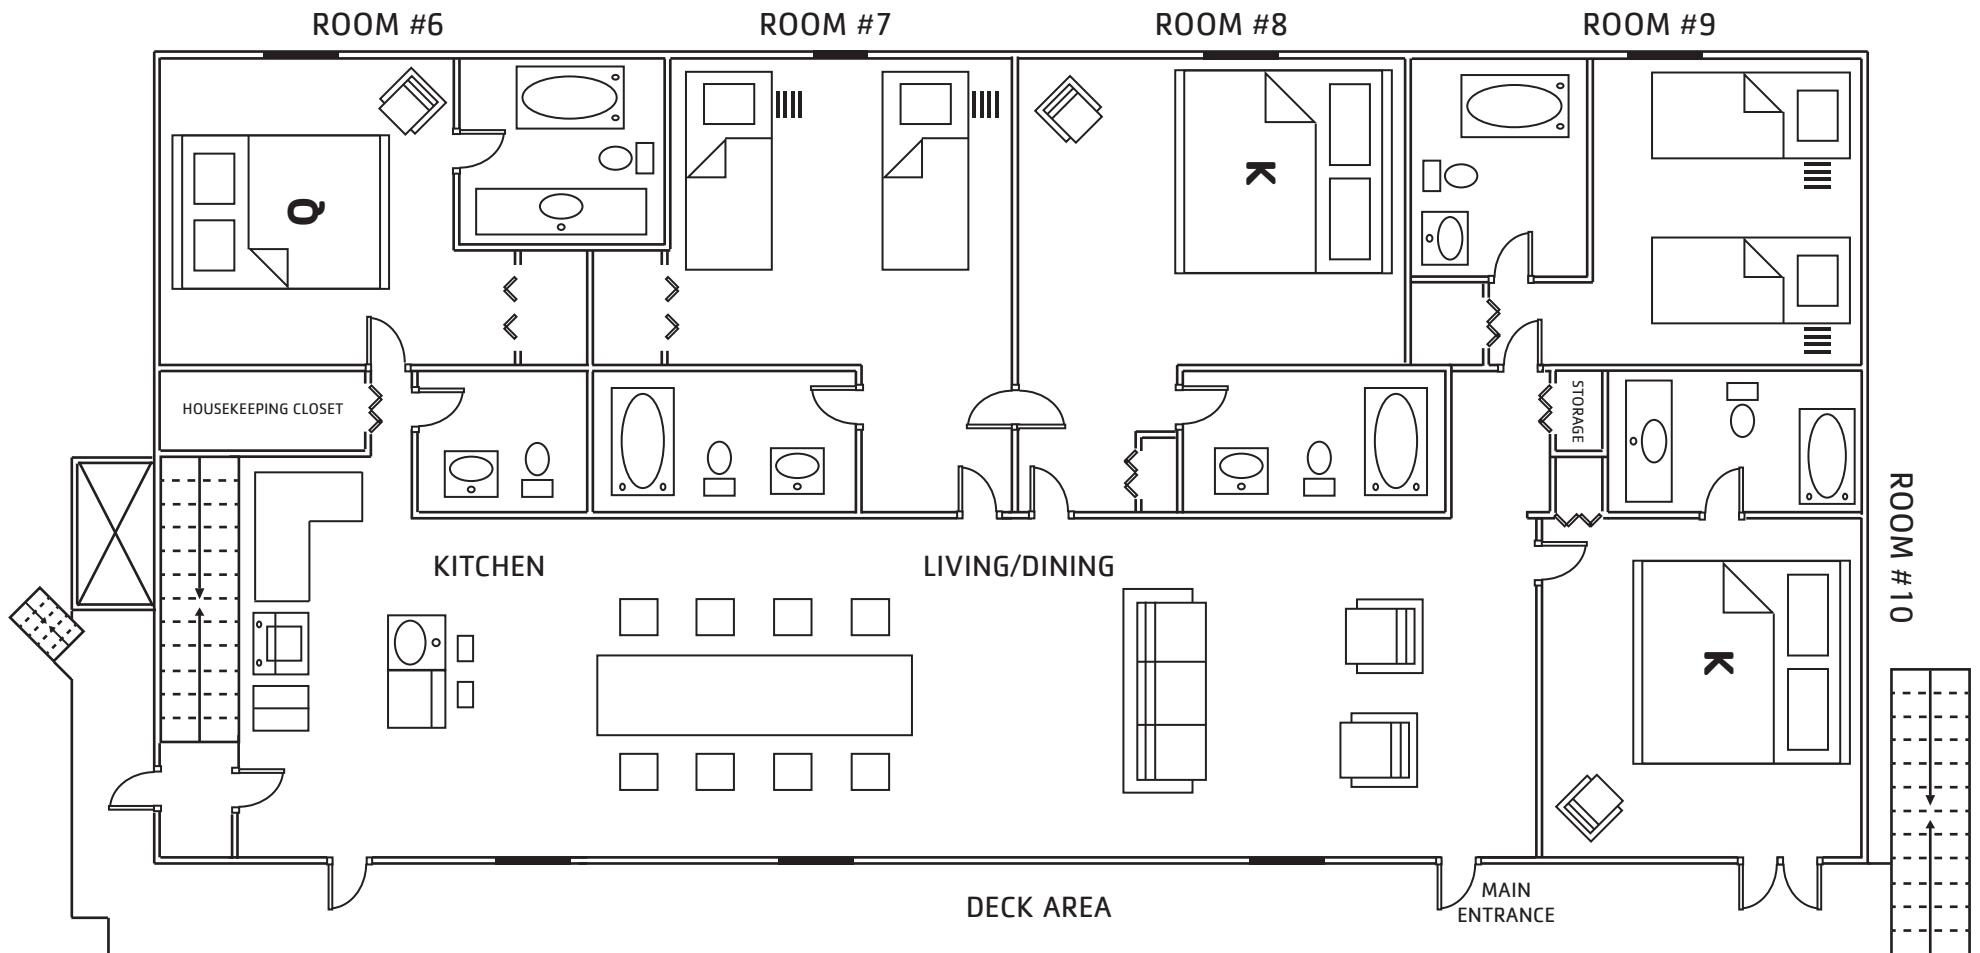 ROOM #6
ROOM #7
ROOM #8
ROOM #9
Q
K
HOUSEKEEPING CLOSET
STORAGE
ROOM #10
KITCHEN
LIVING/DINING
K
DECK AREA
MAIN
ENTRANCE